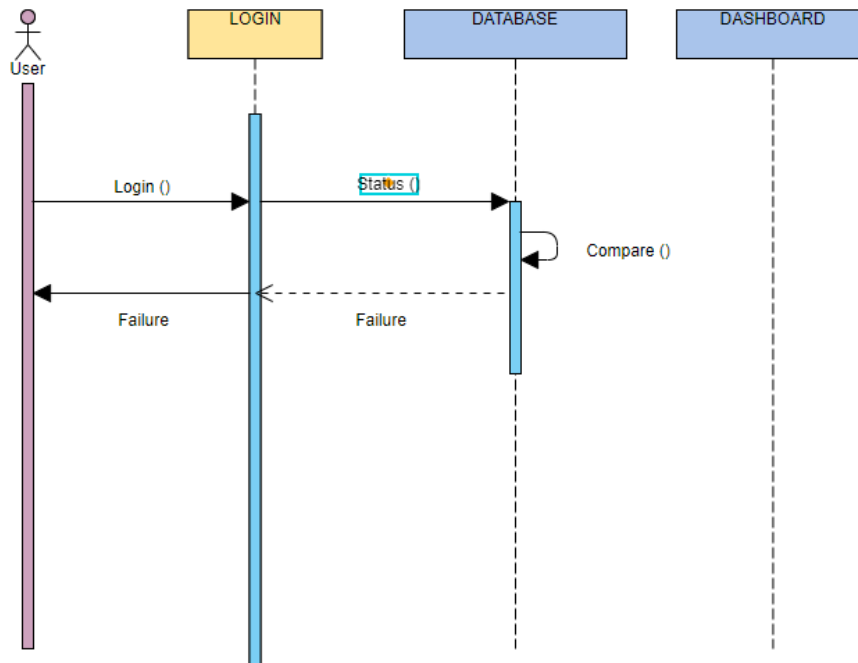 LOGIN
DATABASE
DASHBOARD
User
Login ()
Status ()
Compare ()
Failure
Failure